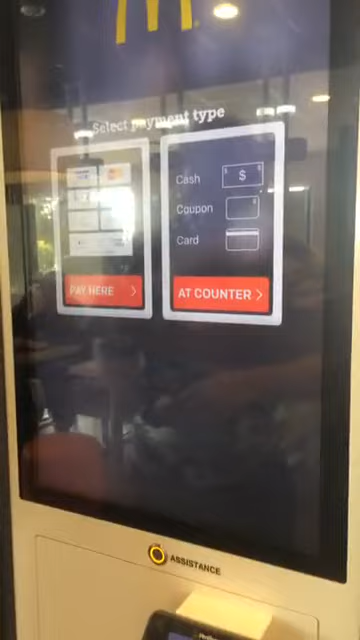 Select payment type
Cash
$
Coupon
Card
PAY HERE
AT COUNTER
ASSISTANCE